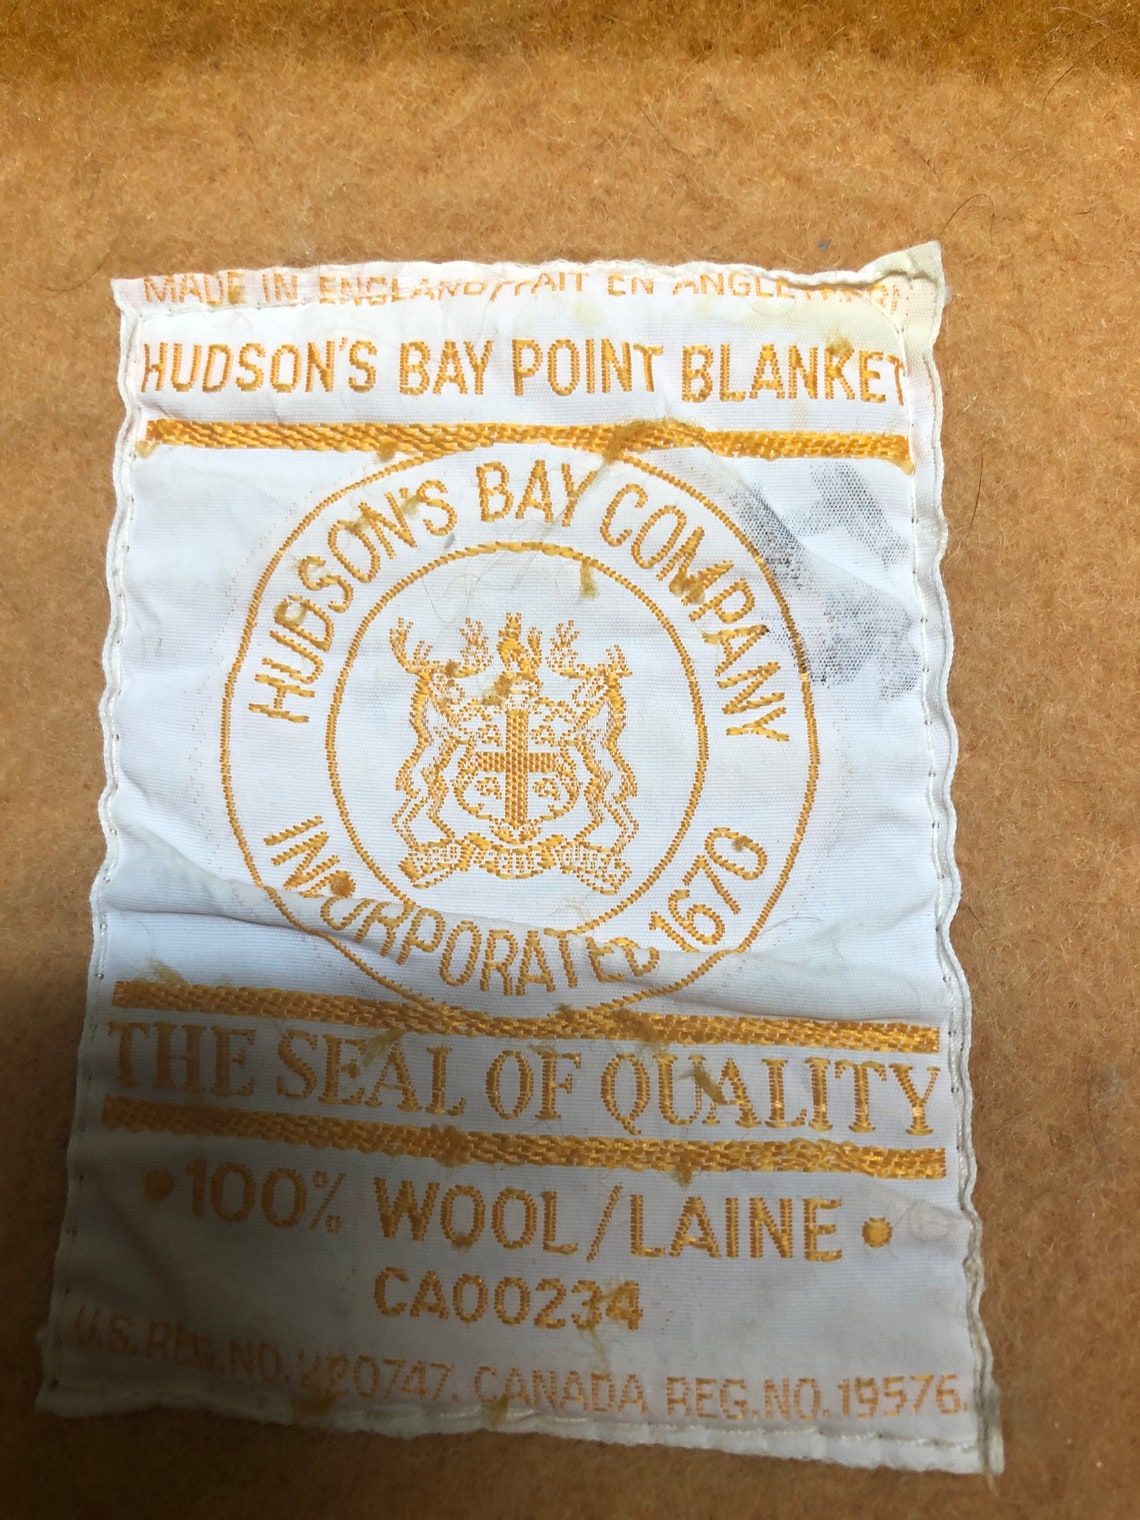 MADE IN ENGLAND/FAIT EN ANGLETERRE
HUDSON'S BAY POINT BLANKET
HUDSON'S BAY COMPANY
INCORPORATED 1670
THE SEAL OF QUALITY
•100% WOOL/LAINE•
CA00234
U.S.REG.NO.220747. CANADA REG.NO.19576.